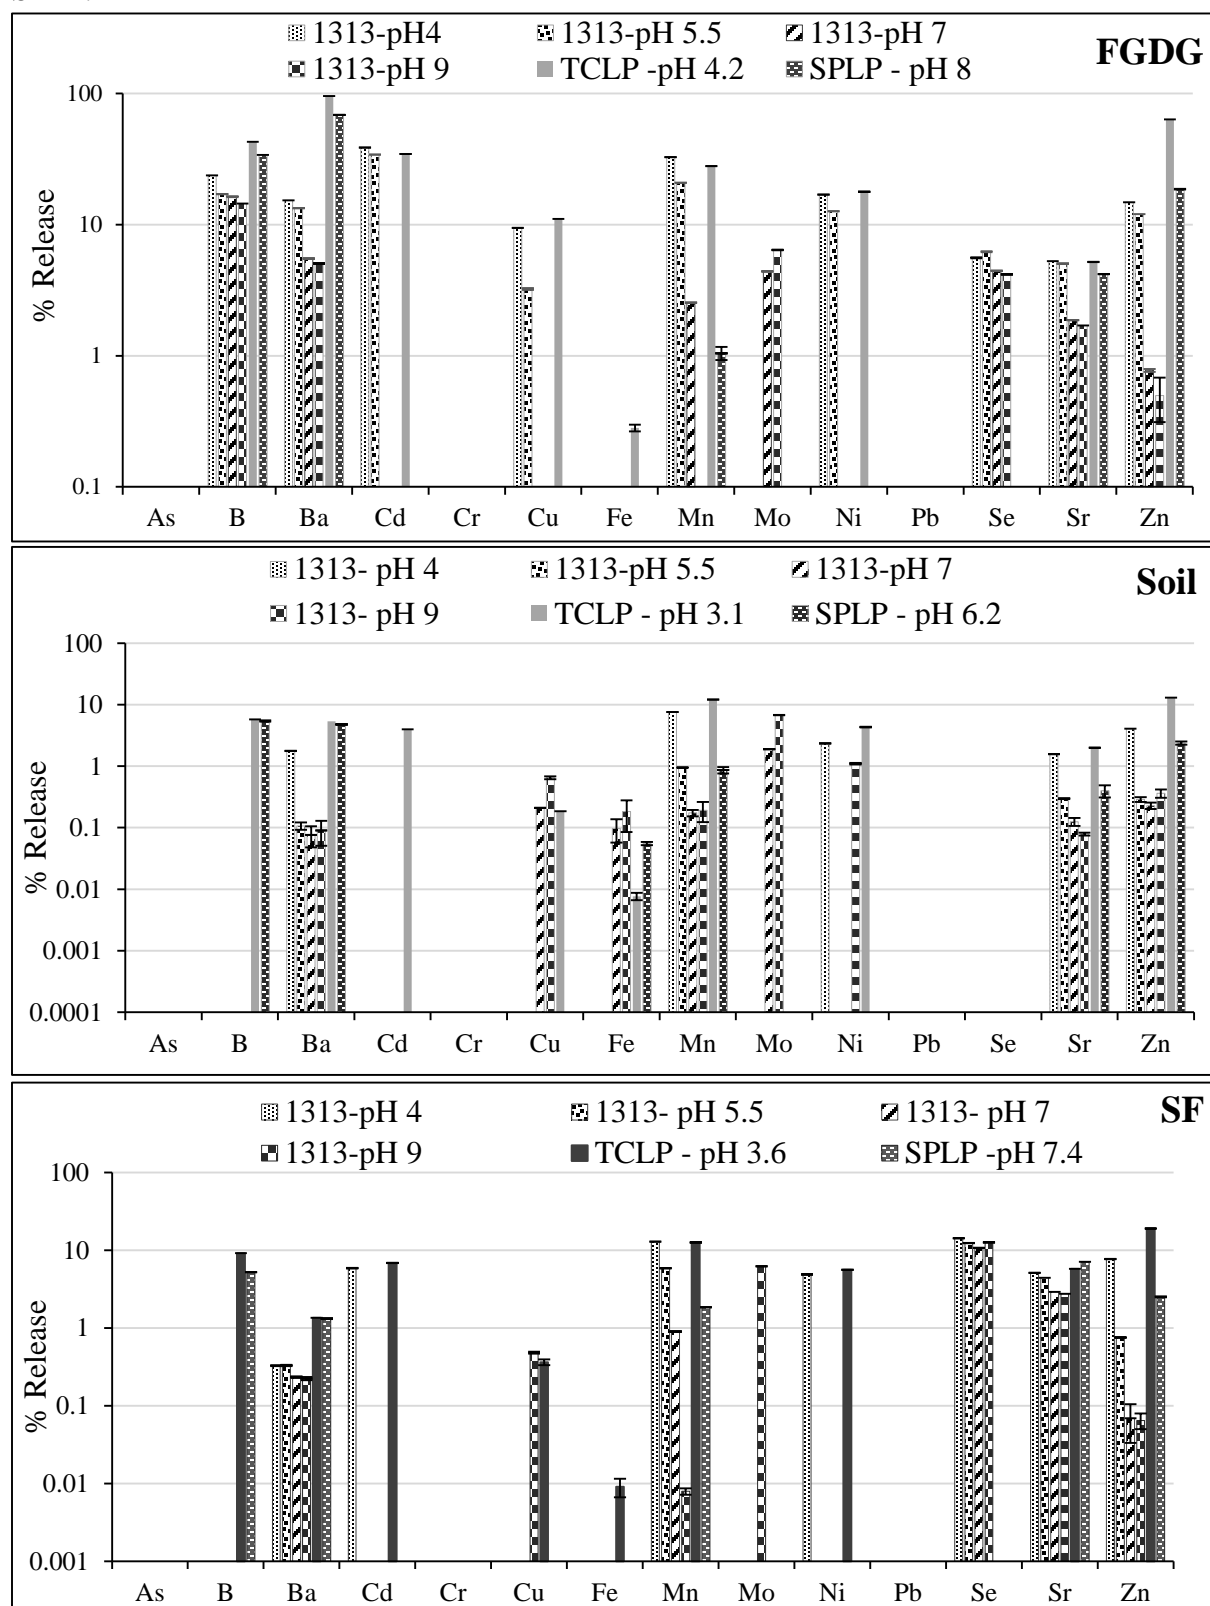 1313-pH4 1313-pH 5.5 1313-pH 7
FGDG
1313-pH 9 TCLP -pH 4.2 SPLP - pH 8
100
10
1
0.1
% Release
As B Ba Cd Cr Cu Fe Mn Mo Ni Pb Se Sr Zn
1313- pH 4 1313-pH 5.5 1313-pH 7
Soil
1313- pH 9 TCLP - pH 3.1 SPLP - pH 6.2
100
10
1
0.1
0.01
0.001
0.0001
% Release
As B Ba Cd Cr Cu Fe Mn Mo Ni Pb Se Sr Zn
1313-pH 4 1313- pH 5.5 1313- pH 7
SF
1313-pH 9 TCLP - pH 3.6 SPLP -pH 7.4
100
10
1
0.1
0.01
0.001
% Release
As B Ba Cd Cr Cu Fe Mn Mo Ni Pb Se Sr Zn